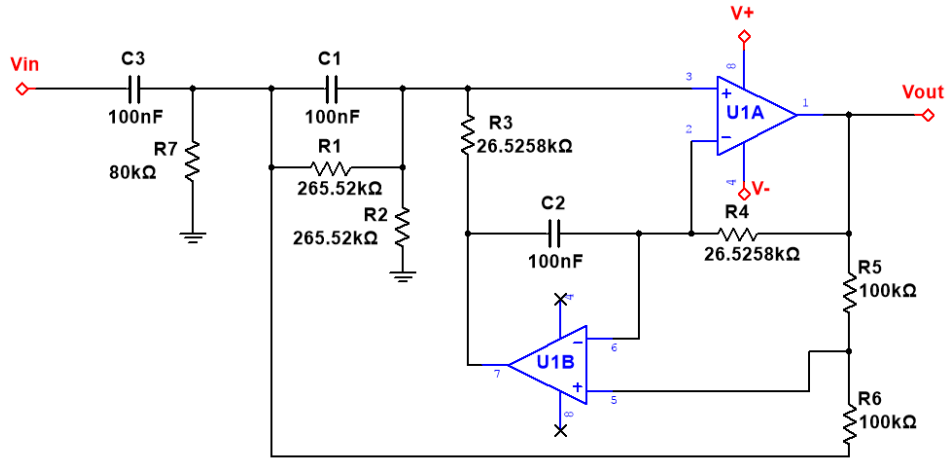 V+
Vin
C3
C1
100nF
100nF
3
8
+
U1A
1
Vout
R7
80kΩ
R1
265.52kΩ
R3
26.5258kΩ
2
−
4
V-
R2
265.52kΩ
C2
100nF
R4
26.5258kΩ
R5
100kΩ
4
−
6
U1B
7
+
5
8
R6
100kΩ